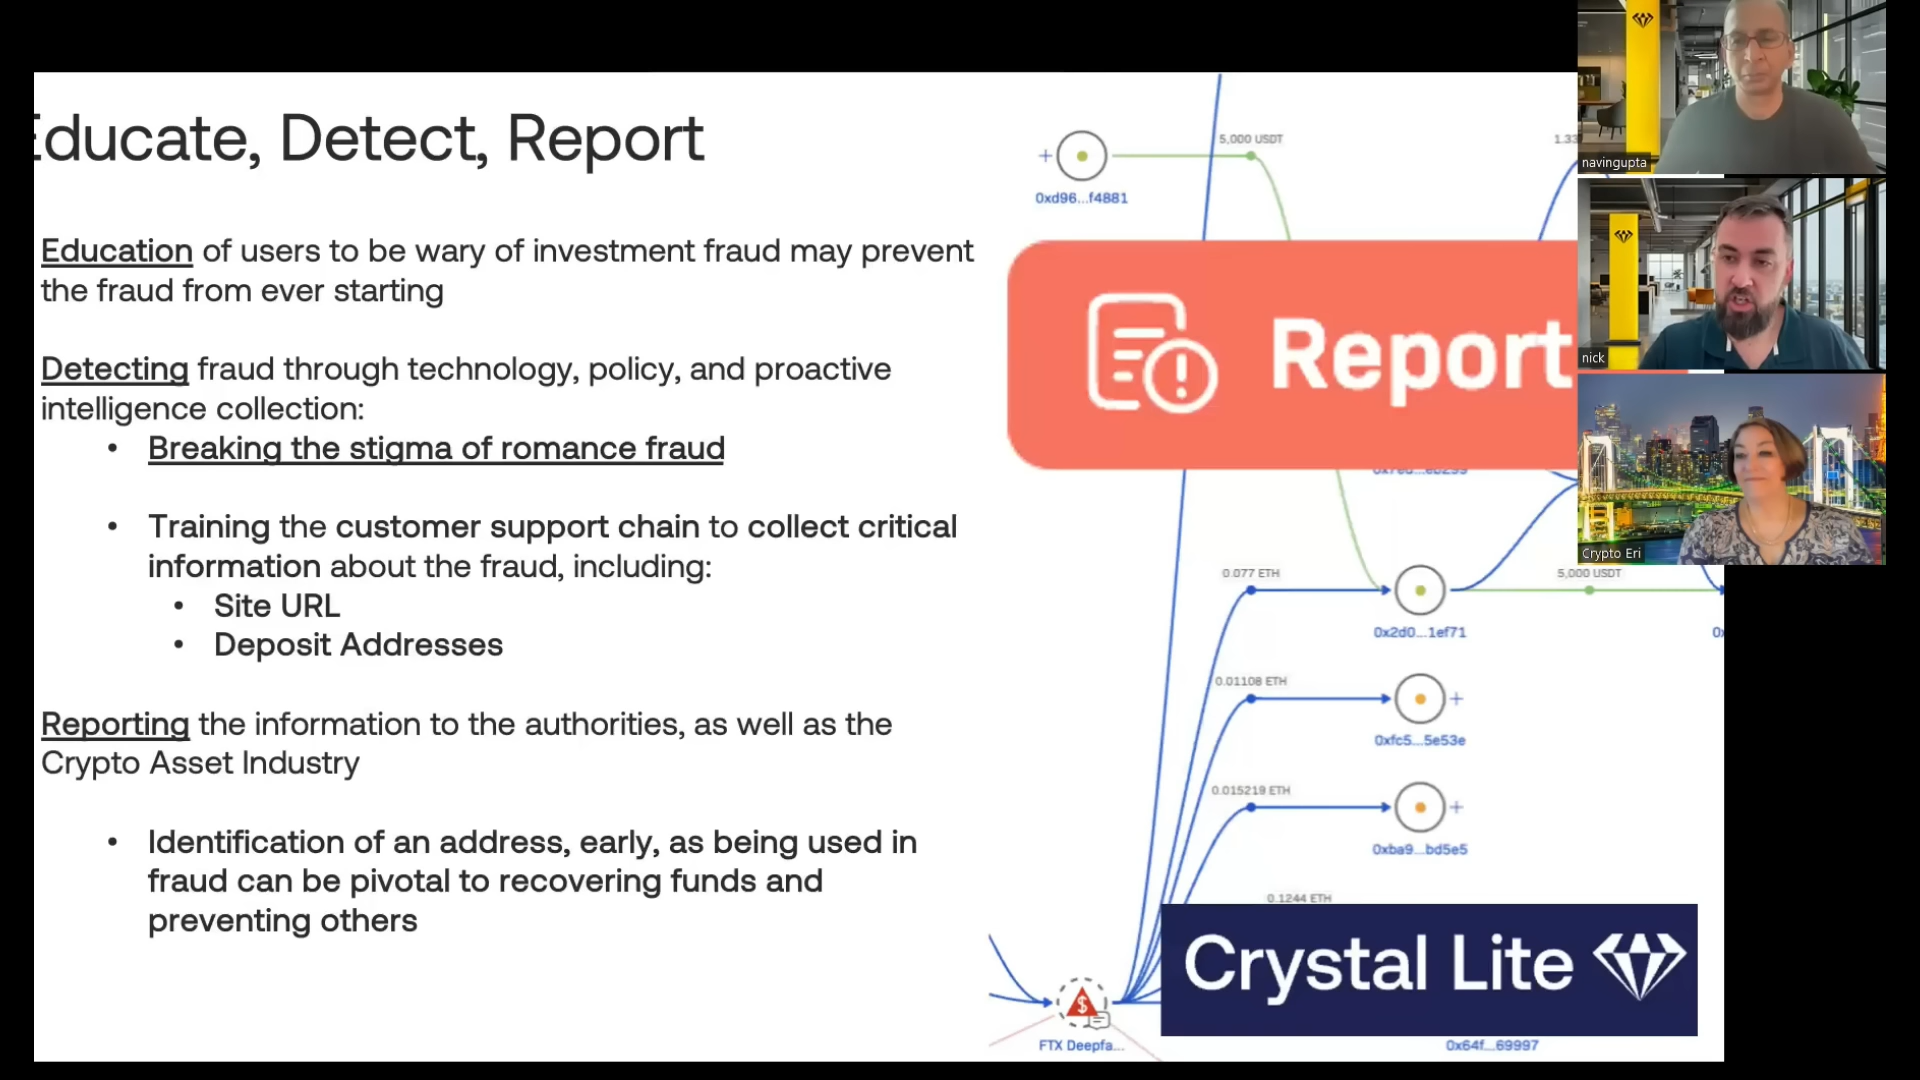 Educate, Detect, Report
Education of users to be wary of investment fraud may prevent
the fraud from ever starting
Detecting fraud through technology, policy, and proactive
intelligence collection:
• Breaking the stigma of romance fraud
• Training the customer support chain to collect critical
information about the fraud, including:
• Site URL
• Deposit Addresses
Reporting the information to the authorities, as well as the
Crypto Asset Industry
• Identification of an address, early, as being used in
fraud can be pivotal to recovering funds and
preventing others
5,000 USDT
1.33
0xd96...f4881
Report
0.077 ETH
5,000 USDT
0x2d0...1ef71
0.01108 ETH
0xfc5...5e53e
0.015219 ETH
0xba9...bd5e5
0.1244 ETH
Crystal Lite
FTX Deepfa...
0x64f...69997
navingupta
nick
Crypto Eri